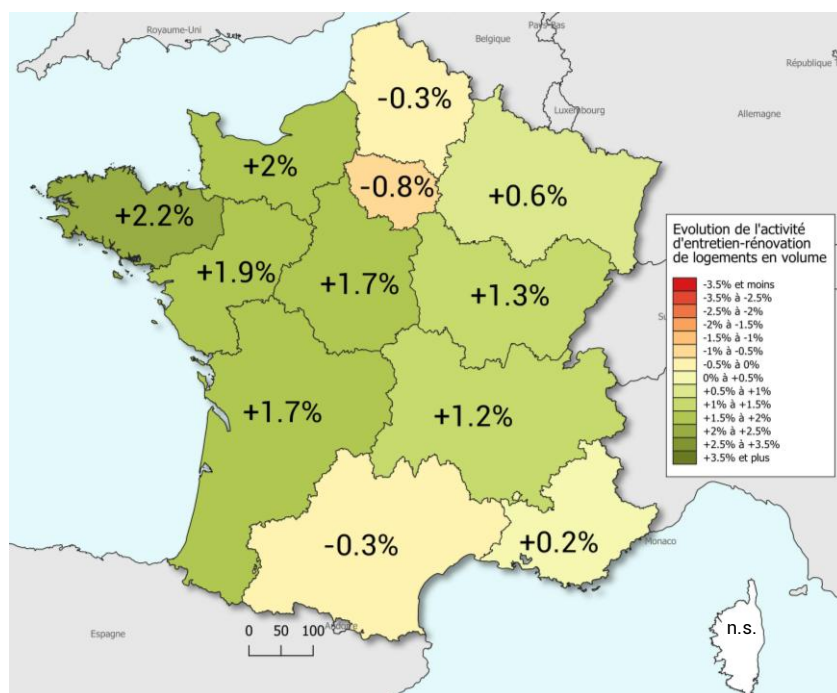 Royaume-Uni
Pays-Bas
Belgique
République T
Luxembourg
Allemagne
-0.3%
+2%
-0.8%
+0.6%
+2.2%
+1.9%
+1.7%
+1.3%
Su
+1.7%
+1.2%
-0.3%
+0.2%
Monaco
Andorre
Espagne
0 50 100
n.s.
Evolution de l'activité
d'entretien-rénovation
de logements en volume
-3.5% et moins
-3.5% à -2.5%
-2.5% à -2%
-2% à -1.5%
-1.5% à -1%
-1% à -0.5%
-0.5% à 0%
0% à +0.5%
+0.5% à +1%
+1% à +1.5%
+1.5% à +2%
+2% à +2.5%
+2.5% à +3.5%
+3.5% et plus